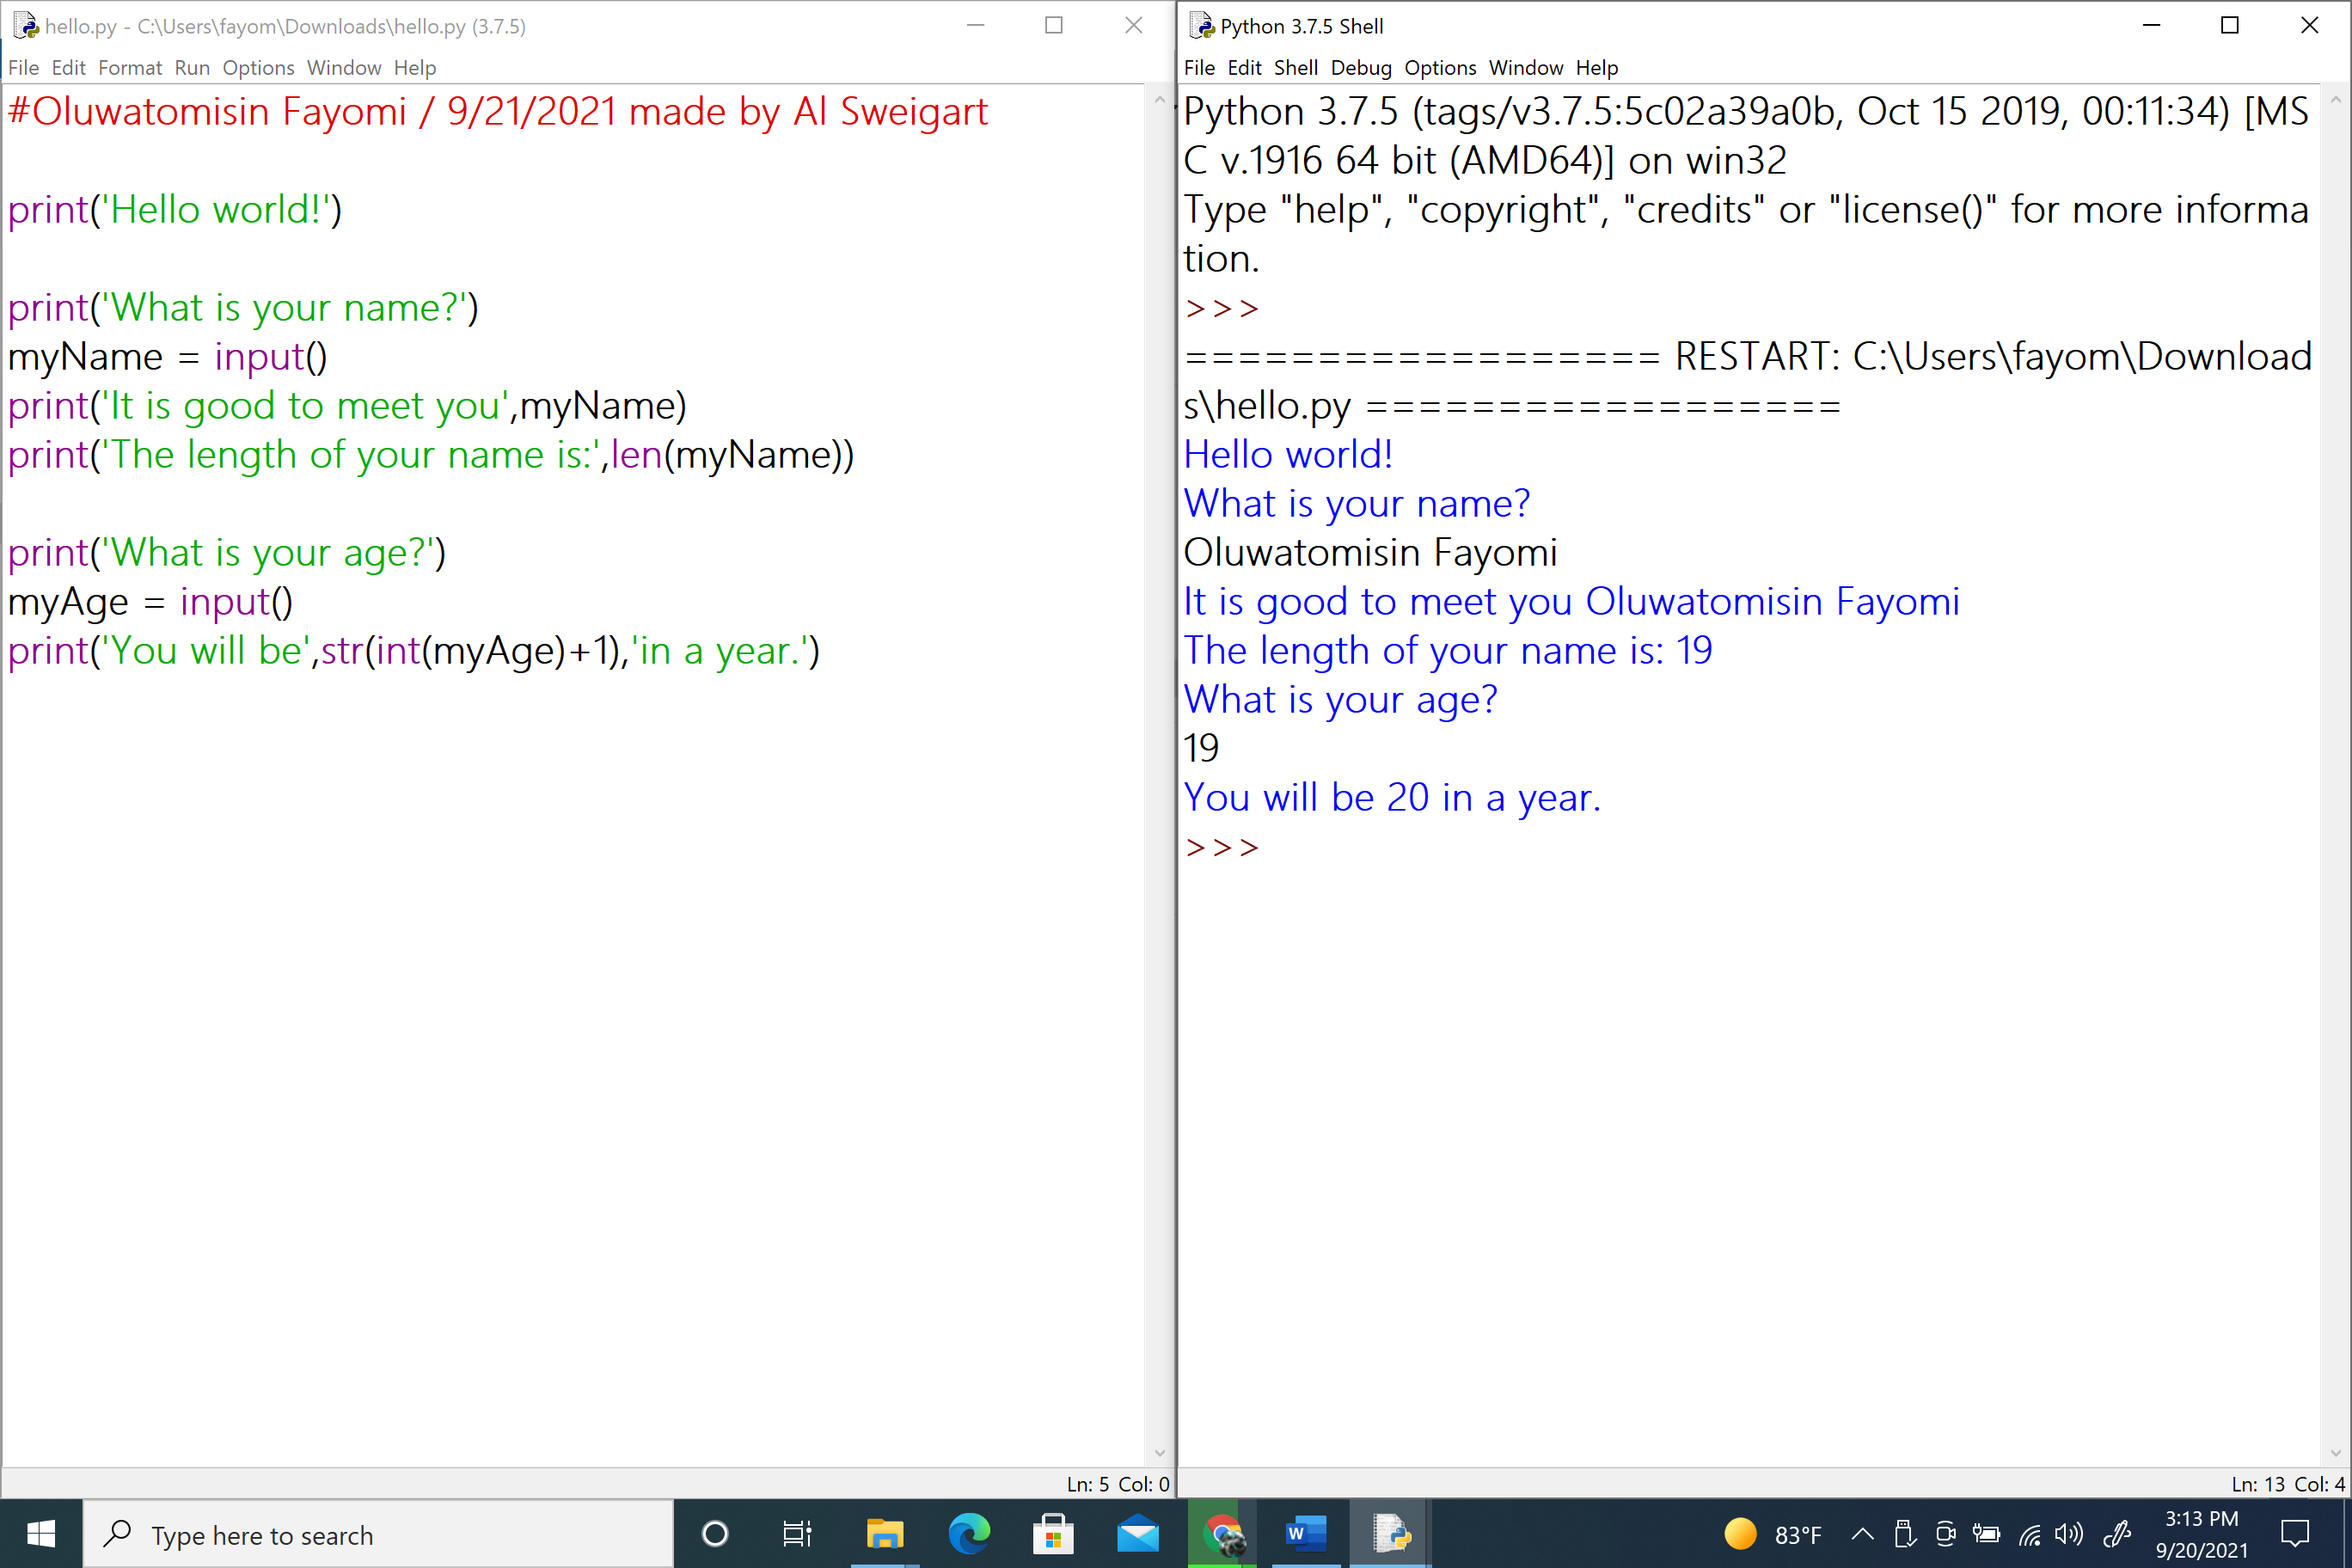 hello.py - C:\Users\fayom\Downloads\hello.py (3.7.5)
File Edit Format Run Options Window Help
#Oluwatomisin Fayomi / 9/21/2021 made by Al Sweigart
print('Hello world!')
print('What is your name?')
myName = input()
print('It is good to meet you',myName)
print('The length of your name is:',len(myName))
print('What is your age?')
myAge = input()
print('You will be',str(int(myAge)+1),'in a year.')
Ln: 5 Col: 0
Python 3.7.5 Shell
File Edit Shell Debug Options Window Help
Python 3.7.5 (tags/v3.7.5:5c02a39a0b, Oct 15 2019, 00:11:34) [MS
C v.1916 64 bit (AMD64)] on win32
Type "help", "copyright", "credits" or "license()" for more informa
tion.
>>>
================== RESTART: C:\Users\fayom\Download
s\hello.py ==================
Hello world!
What is your name?
Oluwatomisin Fayomi
It is good to meet you Oluwatomisin Fayomi
The length of your name is: 19
What is your age?
19
You will be 20 in a year.
>>>
Ln: 13 Col: 4
Type here to search
W
83°F
3:13 PM
9/20/2021